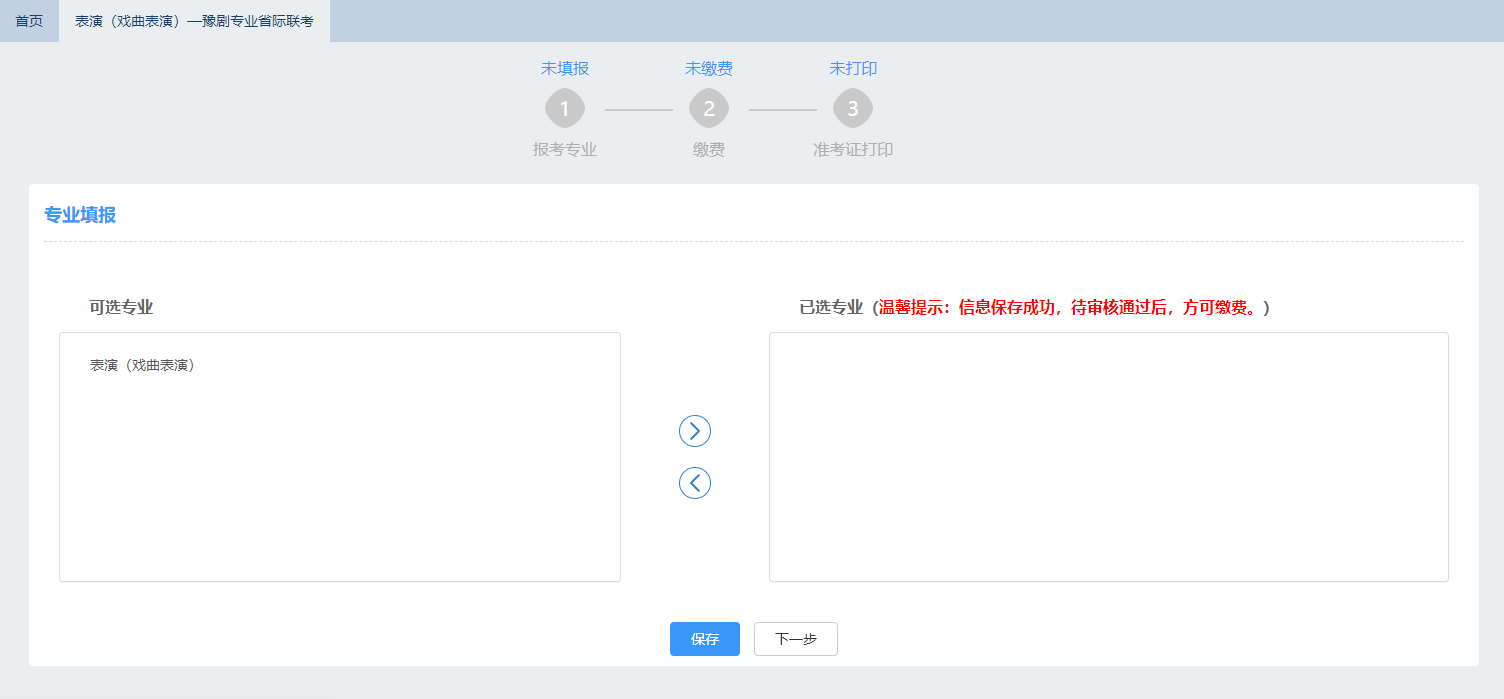 首页 表演（戏曲表演）—豫剧专业省际联考
未填报 未缴费 未打印
1 2 3
报考专业 缴费 准考证打印
专业填报
可选专业 已选专业（温馨提示：信息保存成功，待审核通过后，方可缴费。）
表演（戏曲表演）
保存 下一步